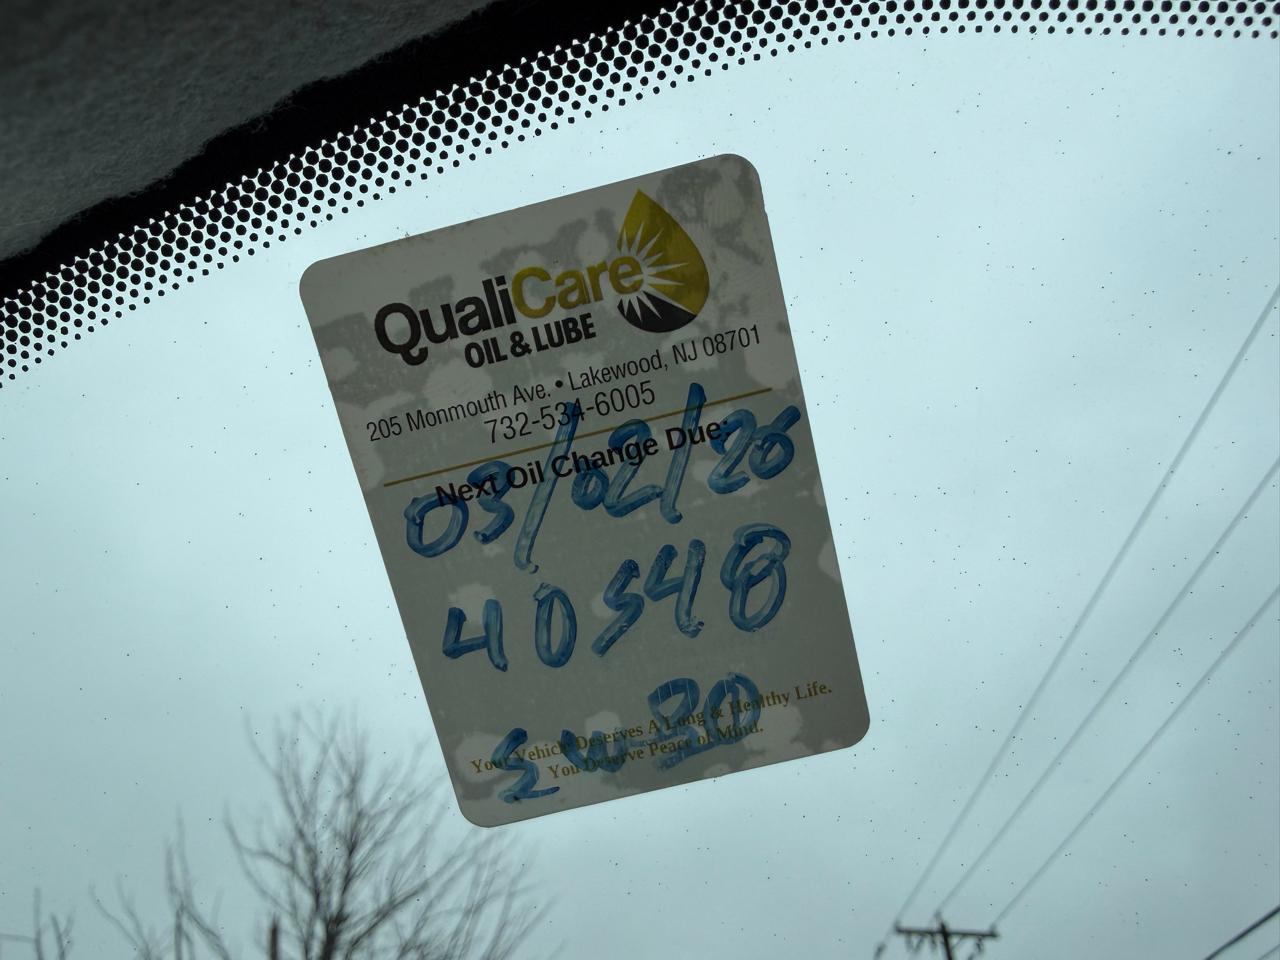 QualiCare
OIL & LUBE
205 Monmouth Ave. • Lakewood, NJ 08701
732-534-6005
Next Oil Change Due:
03/02/26
40548
5W30
Your Vehicle Deserves A Long & Healthy Life.
You Deserve Peace of Mind.